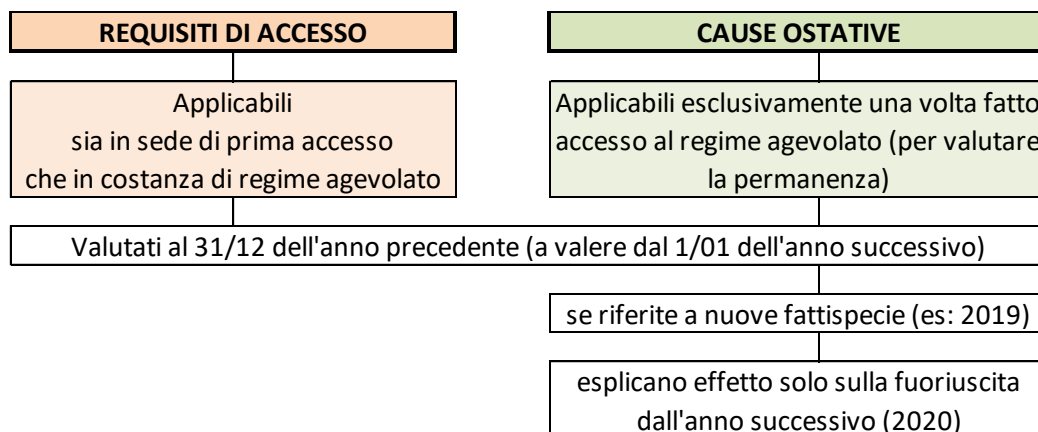 REQUISITI DI ACCESSO
CAUSE OSTATIVE
Applicabili
sia in sede di prima accesso
che in costanza di regime agevolato
Applicabili esclusivamente una volta fatto
accesso al regime agevolato (per valutare
la permanenza)
Valutati al 31/12 dell'anno precedente (a valere dal 1/01 dell'anno successivo)
se riferite a nuove fattispecie (es: 2019)
esplicano effetto solo sulla fuoriuscita
dall'anno successivo (2020)